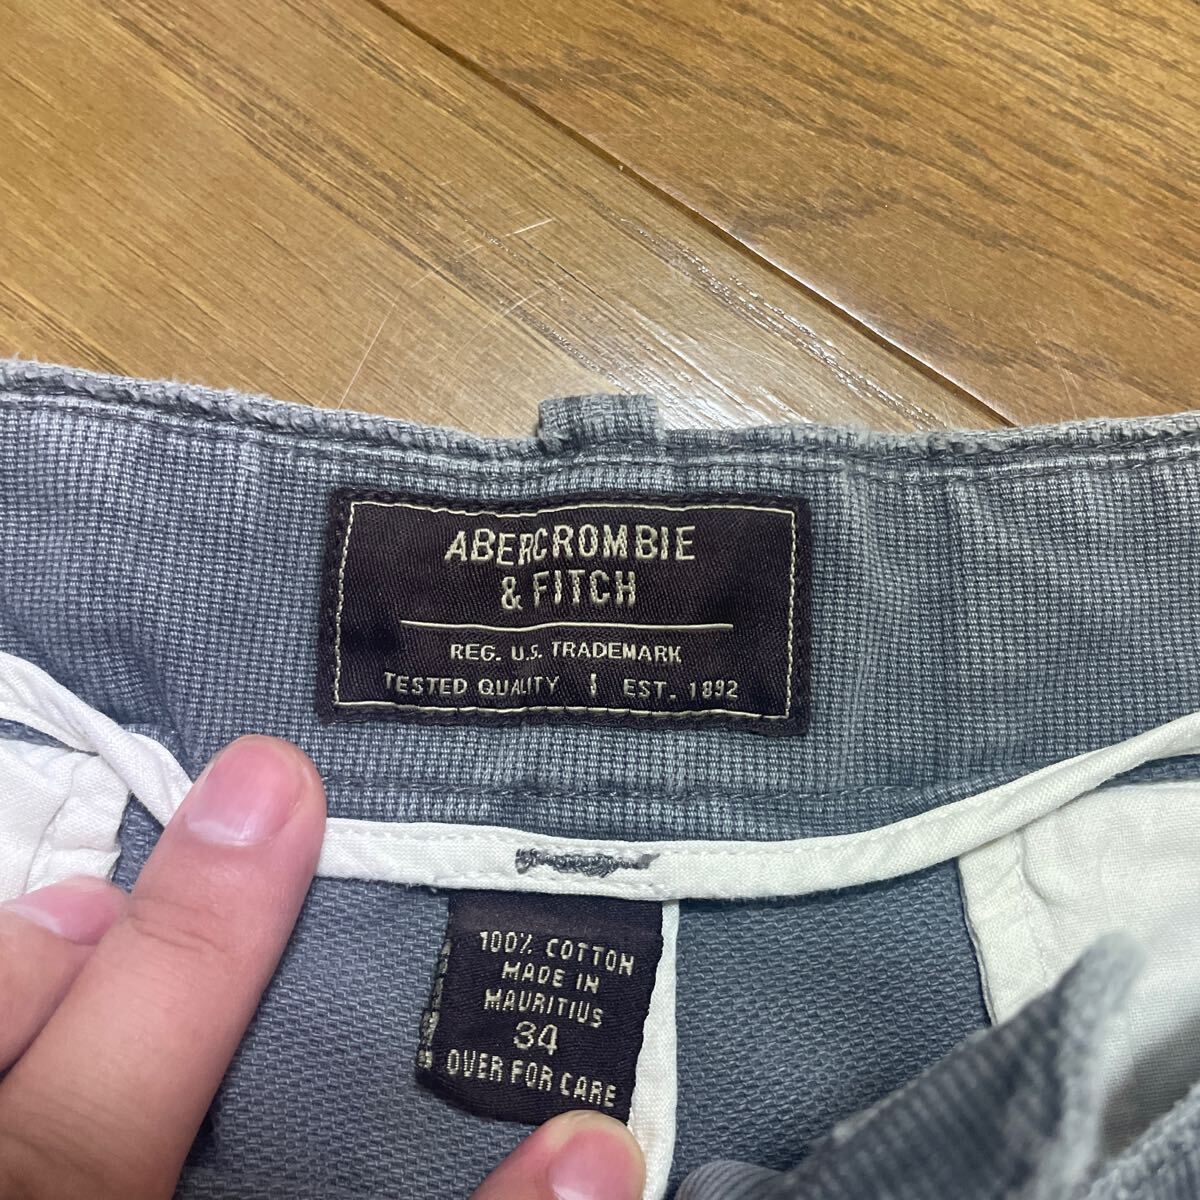 ABERCROMBIE
& FITCH
REG. U.S. TRADEMARK
TESTED QUALITY | EST. 1892
100% COTTON
MADE IN
MAURITIUS
34
OVER FOR CARE